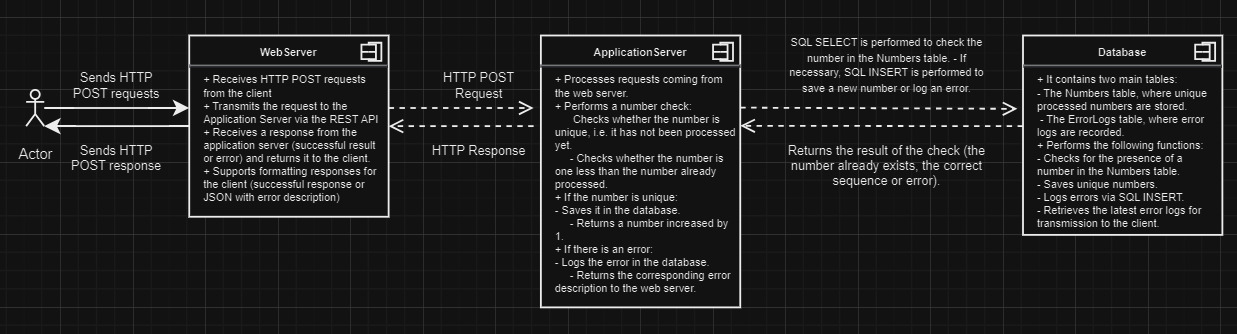 Sends HTTP
POST requests
Actor
Sends HTTP
POST response
WebServer
+ Receives HTTP POST requests
from the client
+ Transmits the request to the
Application Server via the REST API
+ Receives a response from the
application server (successful result
or error) and returns it to the client.
+ Supports formatting responses for
the client (successful response or
JSON with error description)
HTTP POST
Request
HTTP Response
ApplicationServer
+ Processes requests coming from
the web server.
+ Performs a number check:
Checks whether the number is
unique, i.e. it has not been processed
yet.
- Checks whether the number is
one less than the number already
processed.
+ If the number is unique:
- Saves it in the database.
- Returns a number increased by
1.
+ If there is an error:
- Logs the error in the database.
- Returns the corresponding error
description to the web server.
SQL SELECT is performed to check the
number in the Numbers table. - If
necessary, SQL INSERT is performed to
save a new number or log an error.
Returns the result of the check (the
number already exists, the correct
sequence or error).
Database
+ It contains two main tables:
- The Numbers table, where unique
processed numbers are stored.
- The ErrorLogs table, where error
logs are recorded.
+ Performs the following functions:
- Checks for the presence of a
number in the Numbers table.
- Saves unique numbers.
- Logs errors via SQL INSERT.
- Retrieves the latest error logs for
transmission to the client.